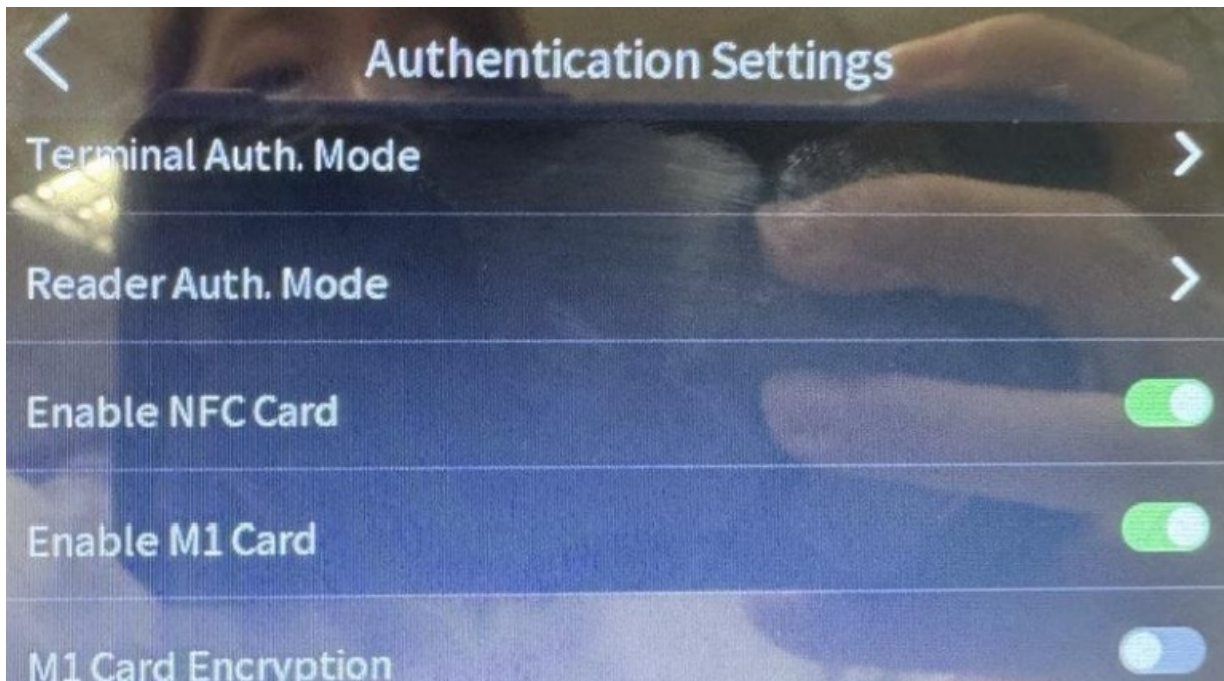 Authentication Settings
Terminal Auth. Mode
Reader Auth. Mode
Enable NFC Card
Enable M1 Card
M1 Card Encryption